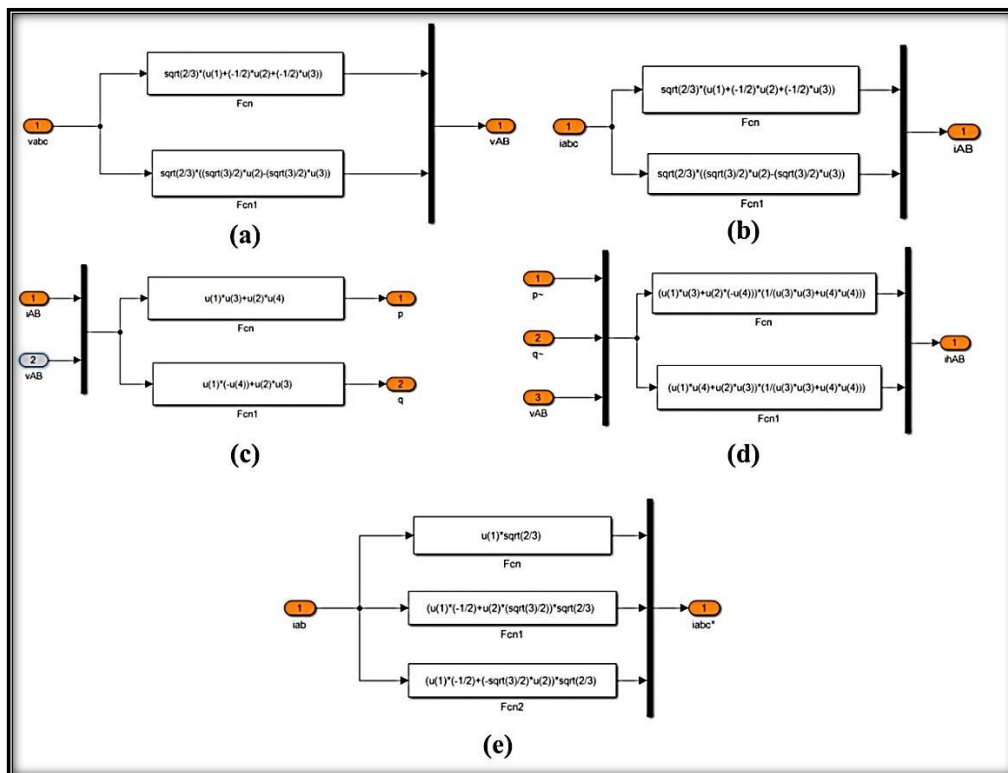 sqrt(2/3)*(u(1)+(-1/2)*u(2)+(-1/2)*u(3))
Fcn
1
vabc
1
vAB
sqrt(2/3)*((sqrt(3)/2)*u(2)-(sqrt(3)/2)*u(3))
Fcn1
(a)
sqrt(2/3)*(u(1)+(-1/2)*u(2)+(-1/2)*u(3))
Fcn
1
iabc
1
iAB
sqrt(2/3)*((sqrt(3)/2)*u(2)-(sqrt(3)/2)*u(3))
Fcn1
(b)
1
iAB
2
vAB
u(1)*u(3)+u(2)*u(4)
Fcn
1
p
u(1)*(-u(4))+u(2)*u(3)
Fcn1
2
q
(c)
1
p~
2
q~
3
vAB
(u(1)*u(3)+u(2)*(-u(4)))*(1/(u(3)*u(3)+u(4)*u(4)))
Fcn
(u(1)*u(4)+u(2)*u(3))*(1/(u(3)*u(3)+u(4)*u(4)))
Fcn1
1
ihAB
(d)
u(1)*sqrt(2/3)
Fcn
1
iab
(u(1)*(-1/2)+u(2)*(sqrt(3)/2))*sqrt(2/3)
Fcn1
1
iabc*
(u(1)*(-1/2)+(-sqrt(3)/2)*u(2))*sqrt(2/3)
Fcn2
(e)